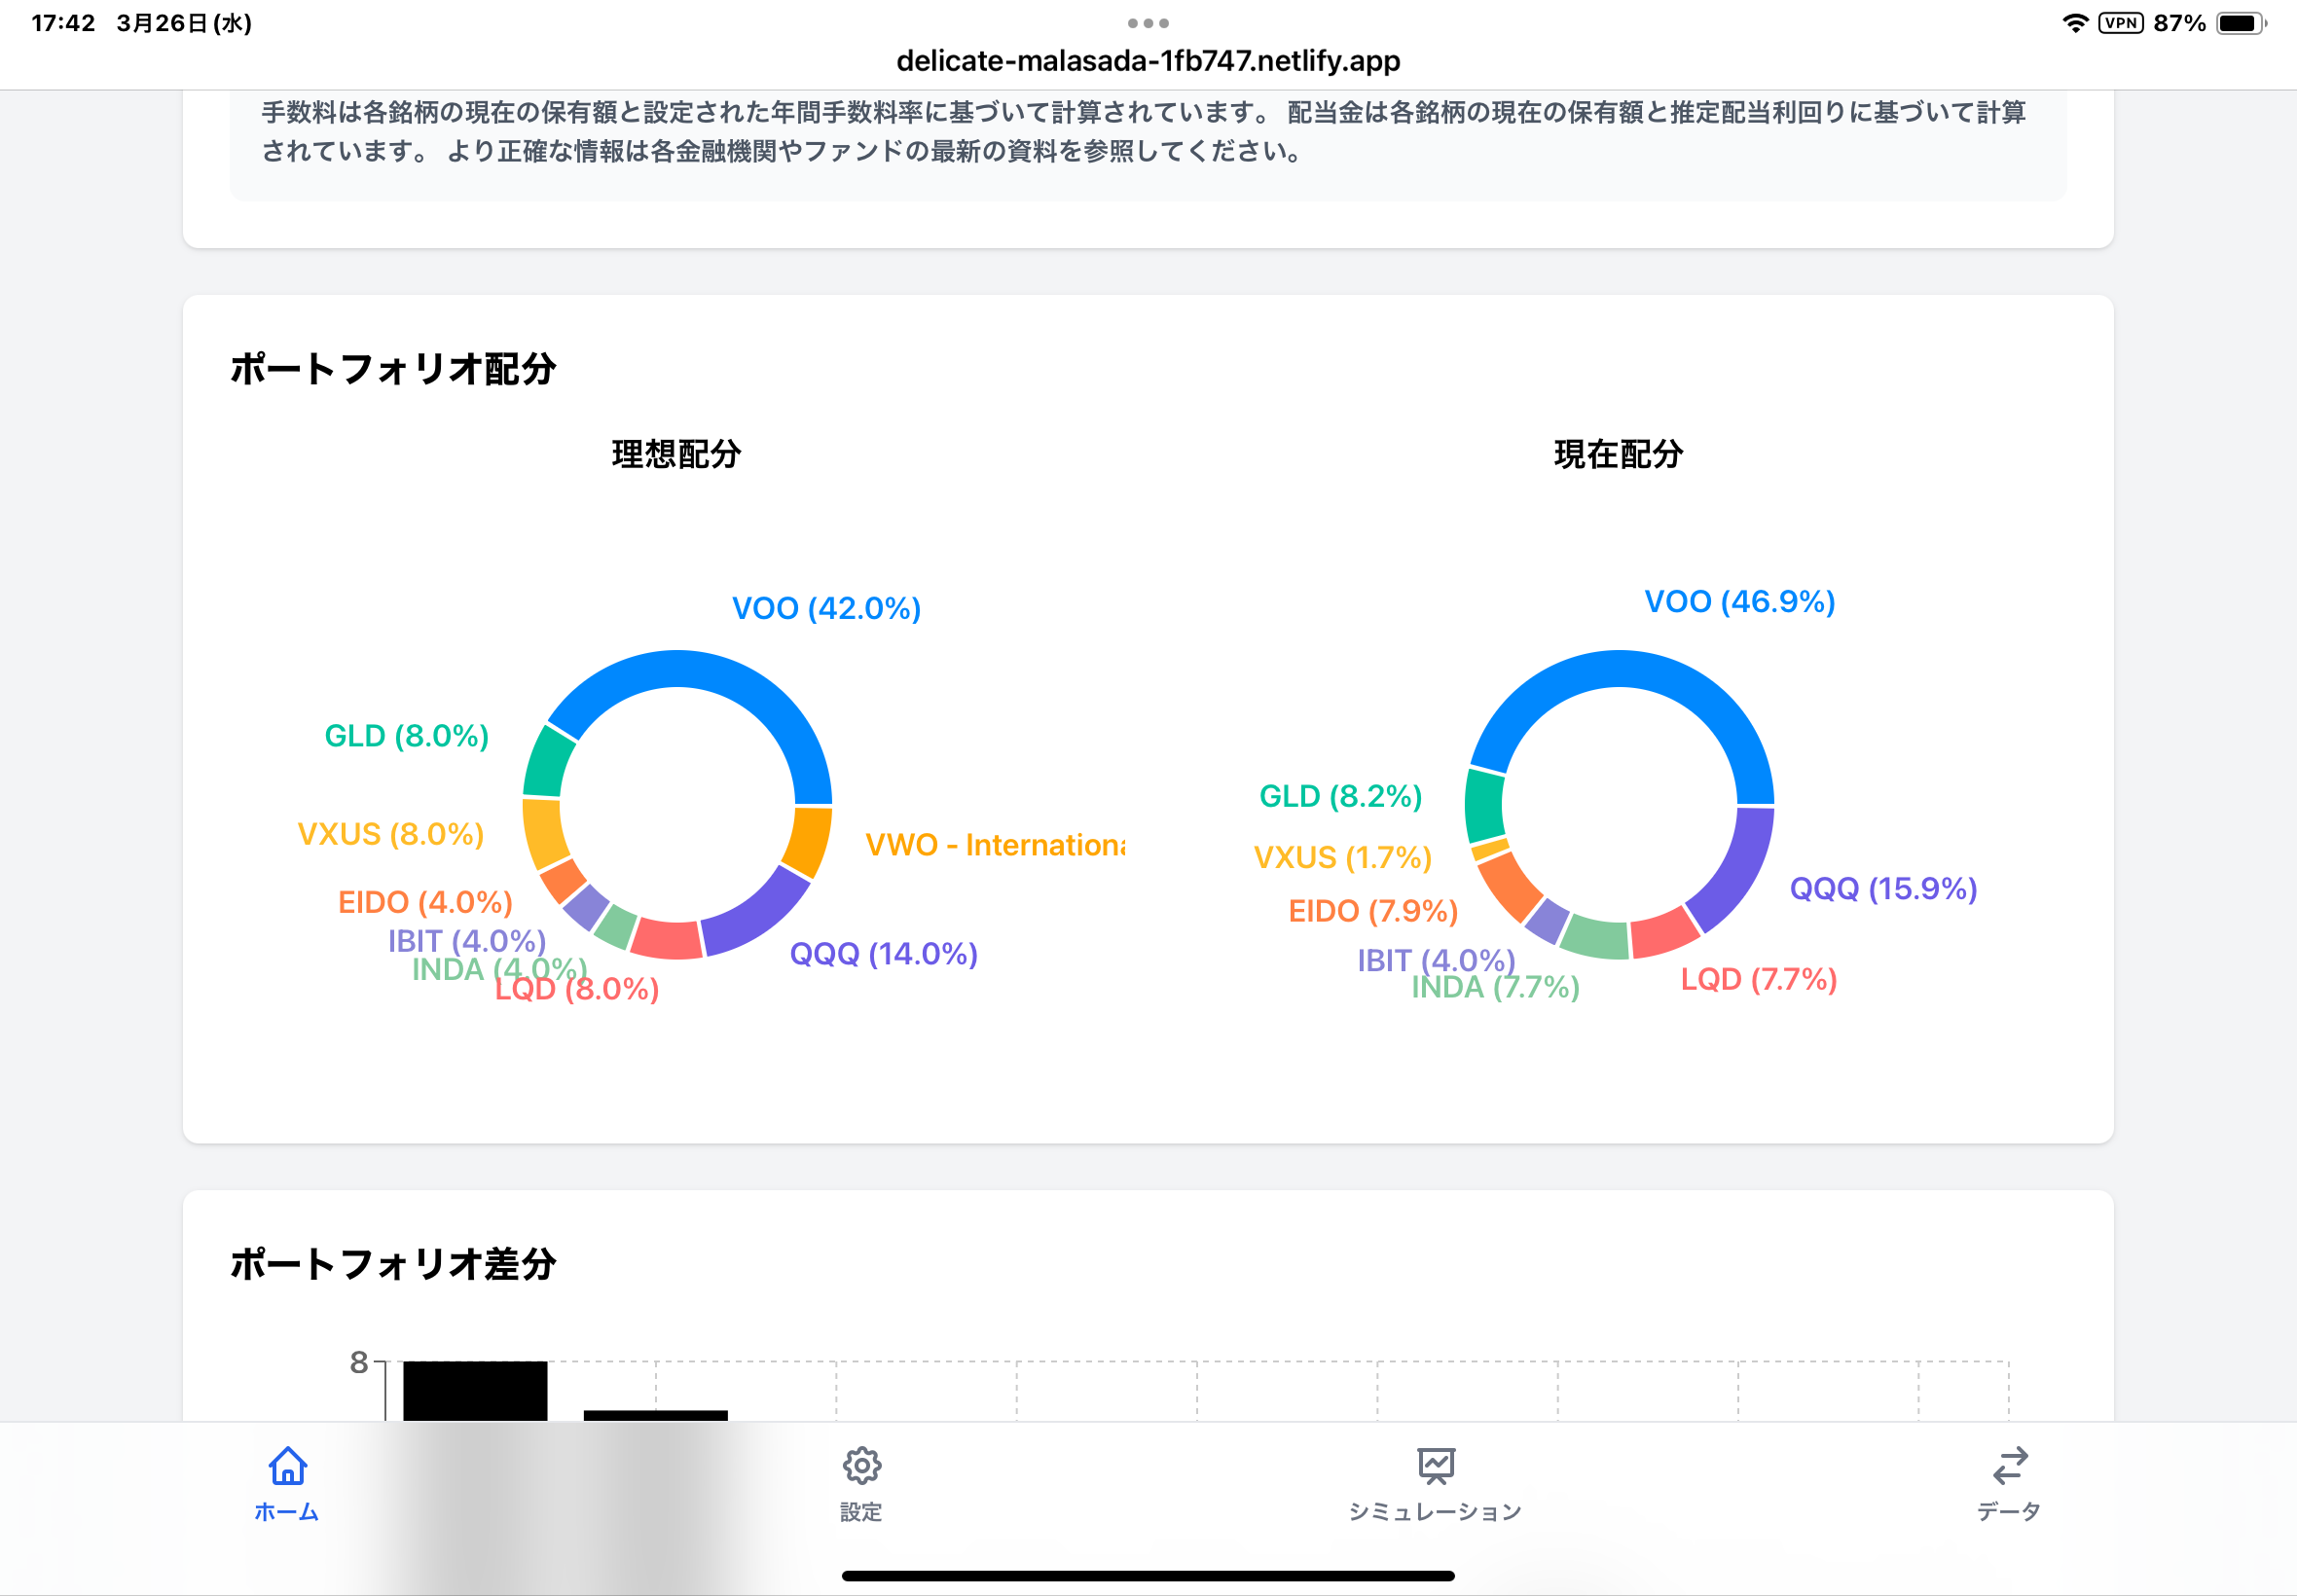 17:42 3月26日(水)
VPN 87%
delicate-malasada-1fb747.netlify.app
手数料は各銘柄の現在の保有額と設定された年間手数料率に基づいて計算されています。 配当金は各銘柄の現在の保有額と推定配当利回りに基づいて計算
されています。 より正確な情報は各金融機関やファンドの最新の資料を参照してください。
ポートフォリオ配分
理想配分
VOO (42.0%)
GLD (8.0%)
VXUS (8.0%)
VWO - Internationa
EIDO (4.0%)
IBIT (4.0%)
QQQ (14.0%)
INDA (4.0%)
LQD (8.0%)
現在配分
VOO (46.9%)
GLD (8.2%)
VXUS (1.7%)
QQQ (15.9%)
EIDO (7.9%)
IBIT (4.0%)
LQD (7.7%)
INDA (7.7%)
ポートフォリオ差分
8
ホーム
設定
シミュレーション
データ